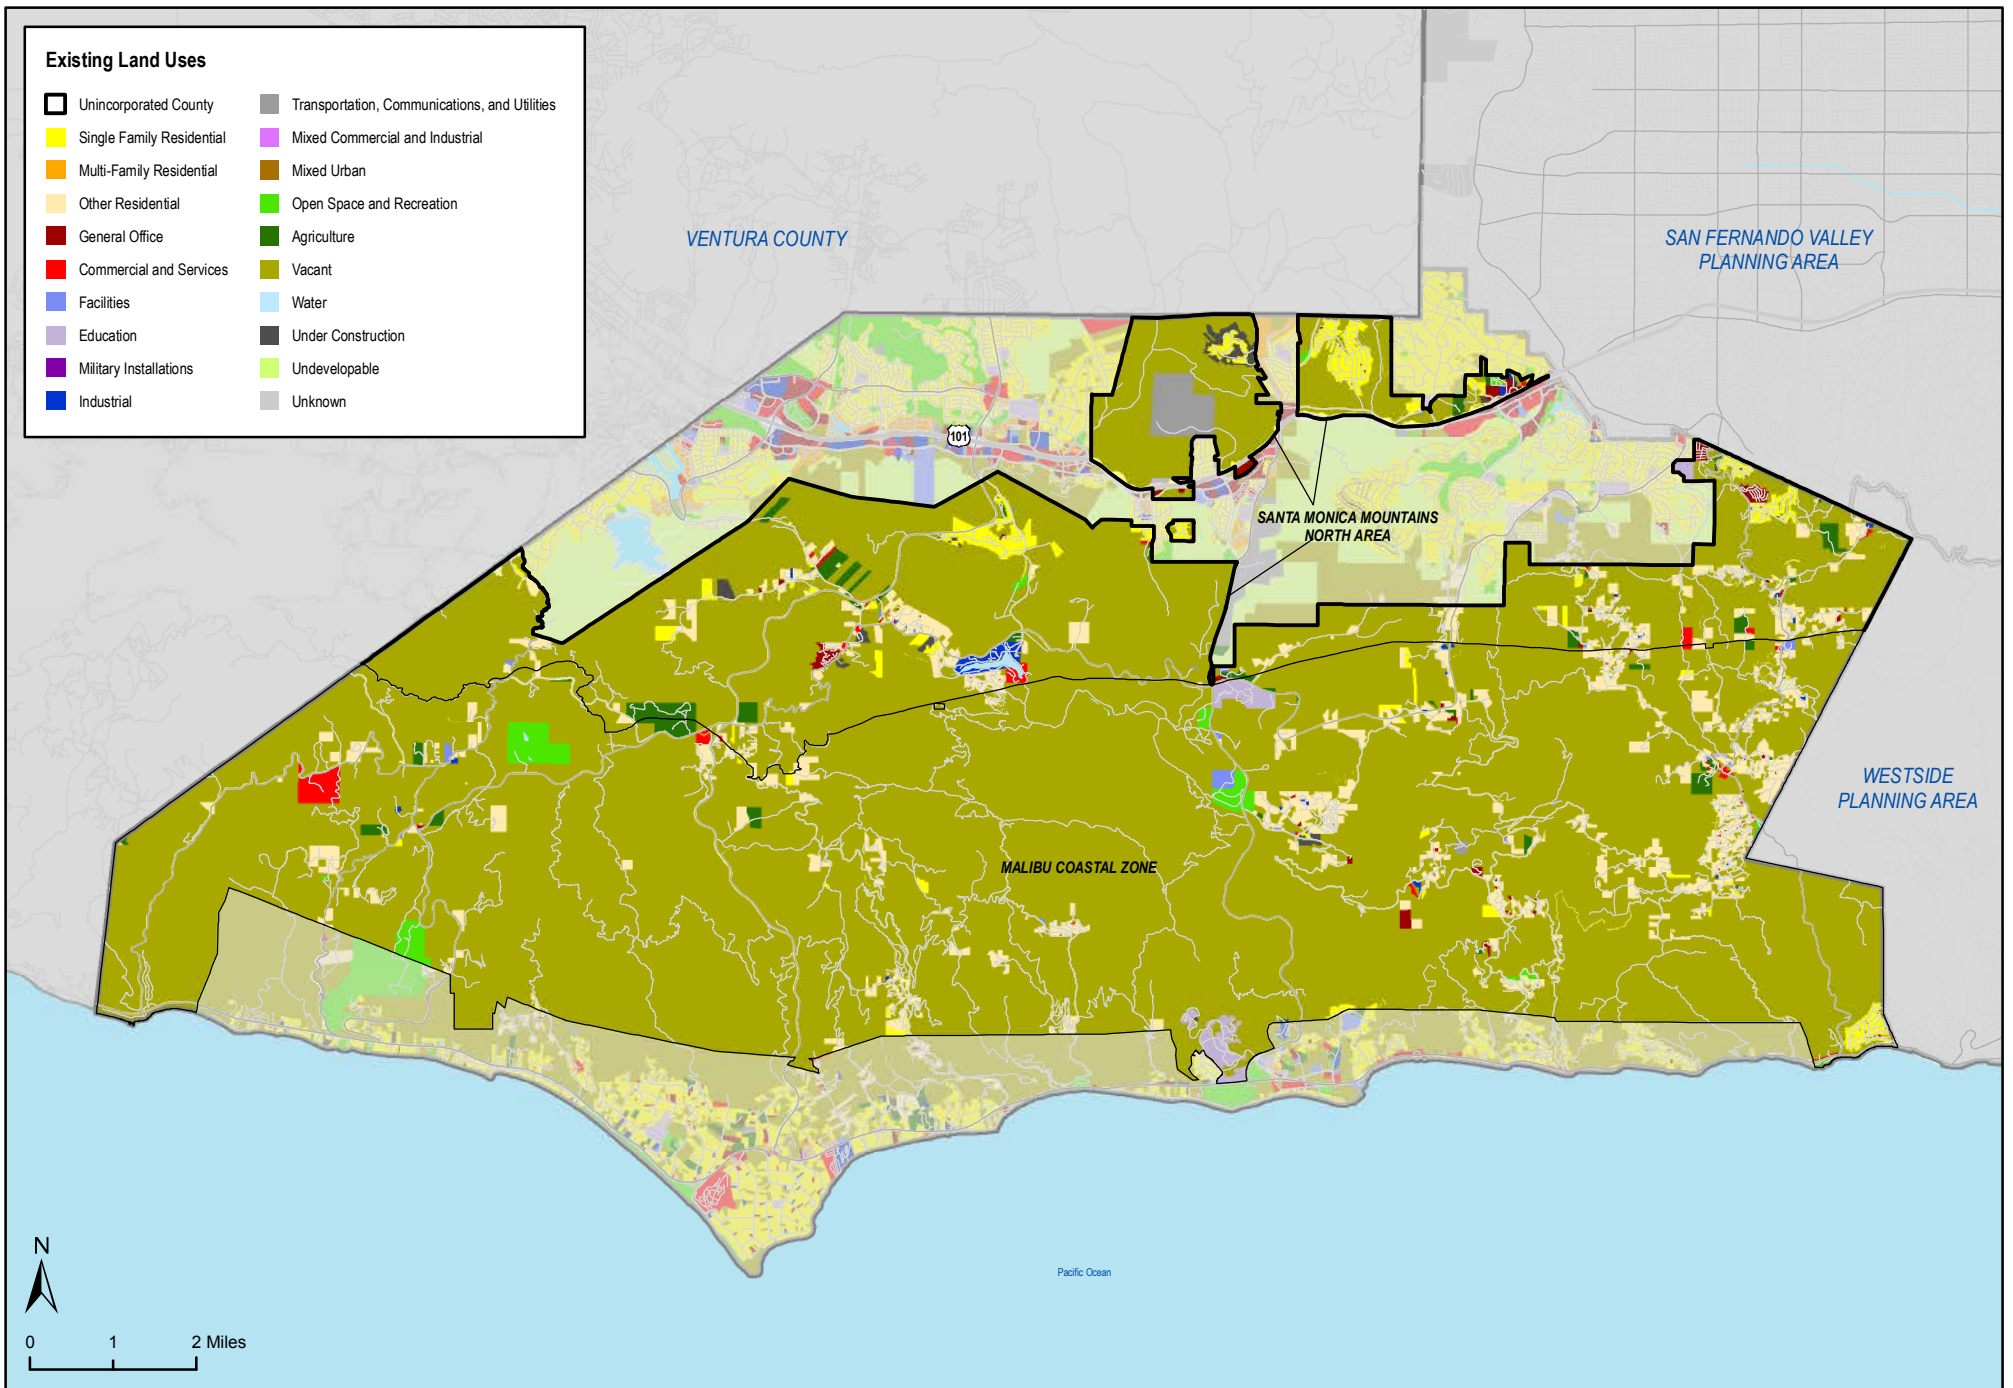 Existing Land Uses
Unincorporated County
Single Family Residential
Multi-Family Residential
Other Residential
General Office
Commercial and Services
Facilities
Education
Military Installations
Industrial
Transportation, Communications, and Utilities
Mixed Commercial and Industrial
Mixed Urban
Open Space and Recreation
Agriculture
Vacant
Water
Under Construction
Undevelopable
Unknown
VENTURA COUNTY
SAN FERNANDO VALLEY
PLANNING AREA
101
SANTA MONICA MOUNTAINS
NORTH AREA
WESTSIDE
PLANNING AREA
MALIBU COASTAL ZONE
Pacific Ocean
N
0 1 2 Miles